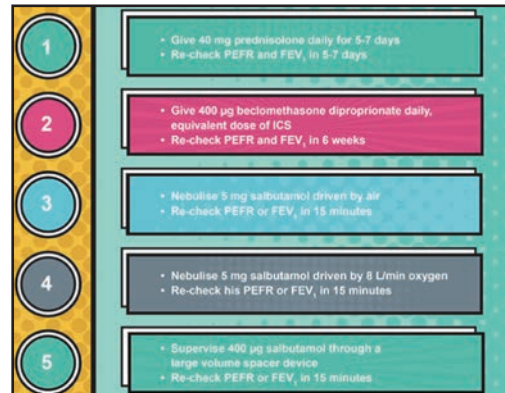 1
• Give 40 mg prednisolone daily for 5-7 days
• Re-check PEFR and FEV₁ in 5-7 days
2
• Give 400 µg beclomethasone diproprionate daily,
equivalent dose of ICS
• Re-check PEFR and FEV₁ in 6 weeks
3
• Nebulise 5 mg salbutamol driven by air
• Re-check PEFR or FEV₁ in 15 minutes
4
• Nebulise 5 mg salbutamol driven by 8 L/min oxygen
• Re-check his PEFR or FEV₁ in 15 minutes
5
• Supervise 400 µg salbutamol through a
large volume spacer device
• Re-check PEFR or FEV₁ in 15 minutes